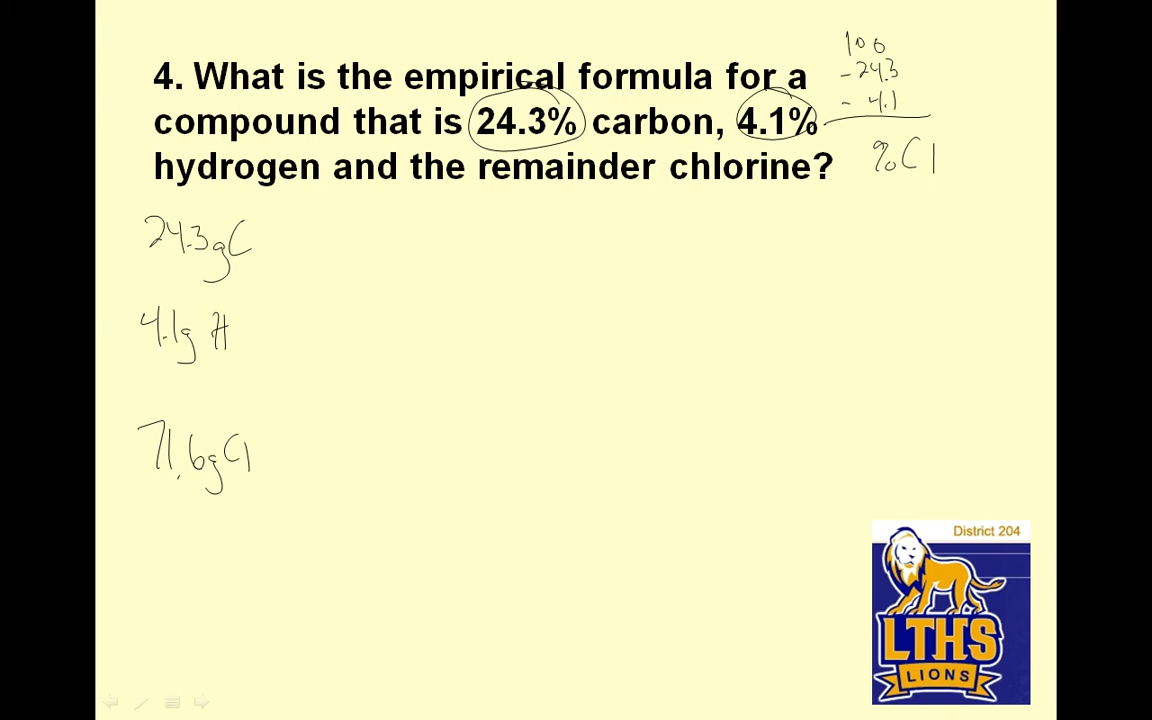 4. What is the empirical formula for a
compound that is 24.3% carbon, 4.1%
hydrogen and the remainder chlorine?
100
- 24.3
- 4.1
% Cl
24.3g C
4.1g H
71.6g Cl
District 204
LTHS
LIONS